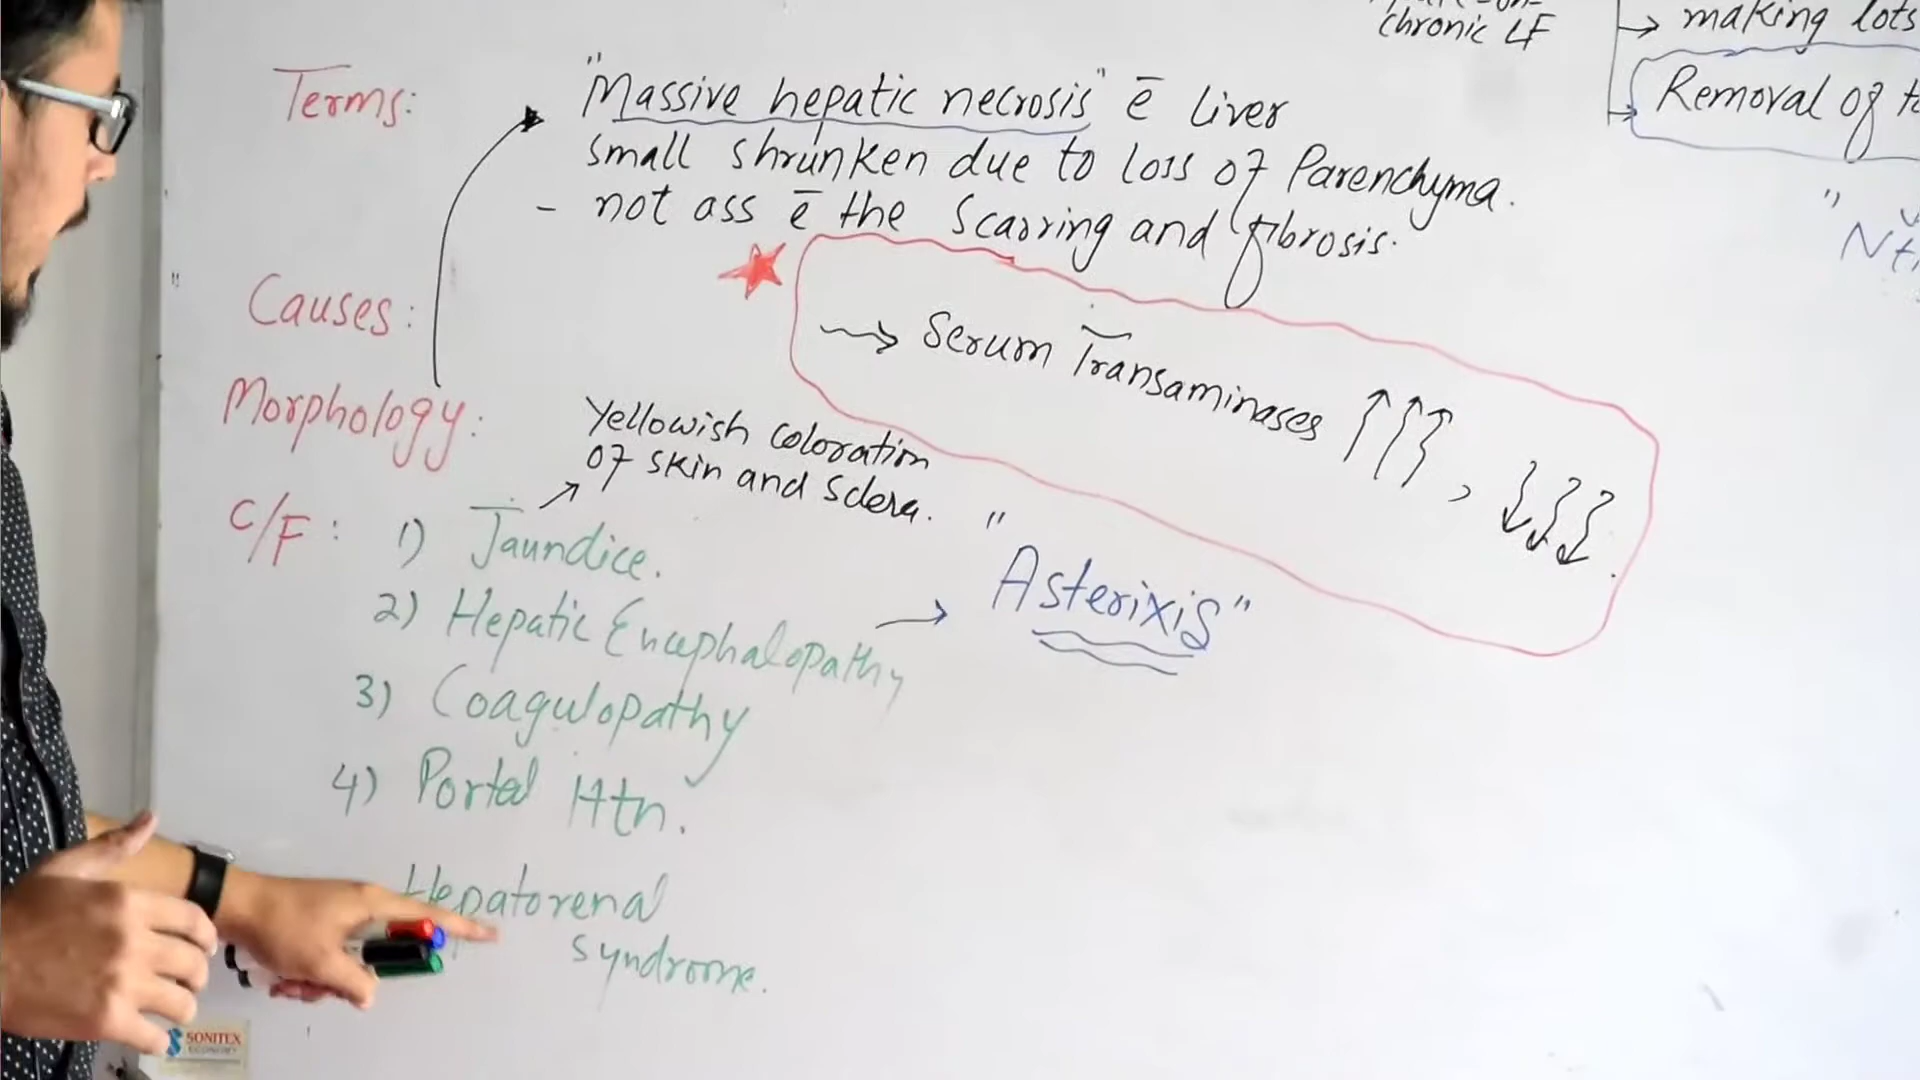 chronic LF
→ making lots
Removal of
Terms:
"Massive hepatic necrosis" c̄ liver
small shrunken due to loss of Parenchyma.
- not ass c̄ the Scarring and fibrosis.
Causes:
→ Serum Transaminases ↑↑↑, ↓↓↓.
Morphology:
Yellowish coloration
of skin and sclera.
C/F: 1) Jaundice.
2) Hepatic Encephalopathy → "Asterixis"
3) Coagulopathy
4) Portal Htn.
Hepatorenal
syndrome.
SONITEX